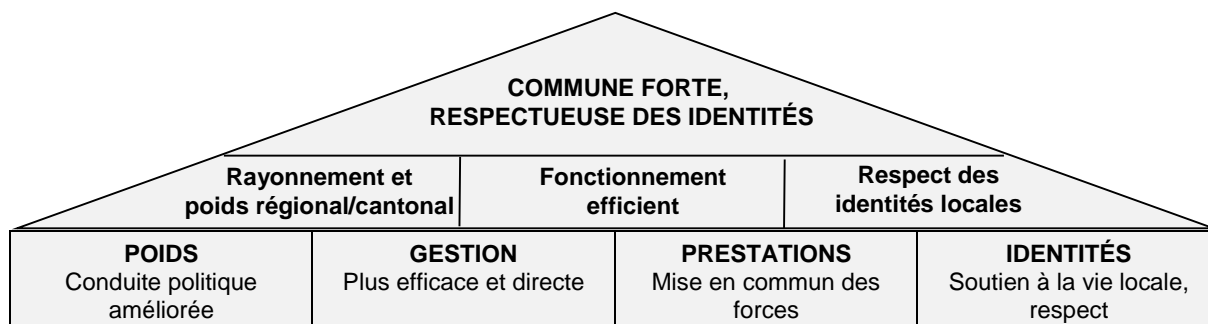 COMMUNE FORTE,
RESPECTUEUSE DES IDENTITÉS
Rayonnement et
poids régional/cantonal
Fonctionnement
efficient
Respect des
identités locales
POIDS
Conduite politique
améliorée
GESTION
Plus efficace et directe
PRESTATIONS
Mise en commun des
forces
IDENTITÉS
Soutien à la vie locale,
respect